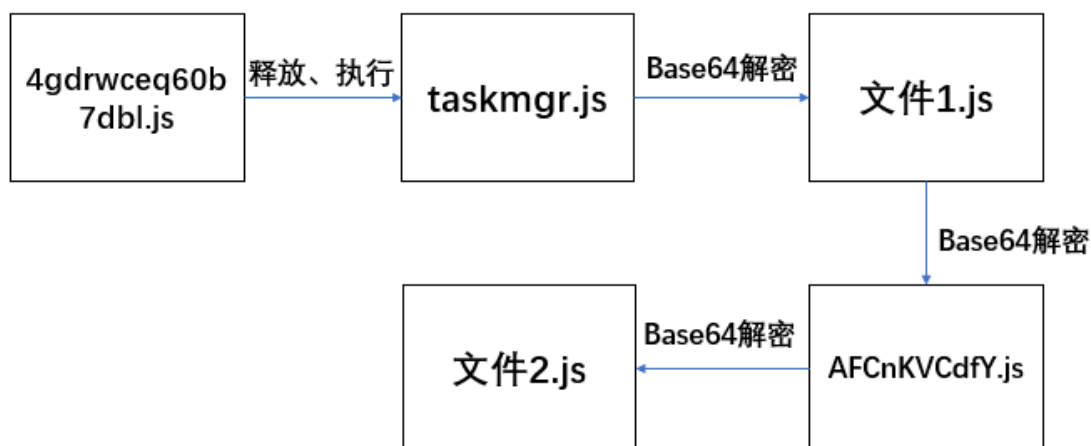 4gdrwceq60b
7dbl.js
释放、执行
taskmgr.js
Base64解密
文件1.js
Base64解密
AFCnKVCdfY.js
Base64解密
文件2.js